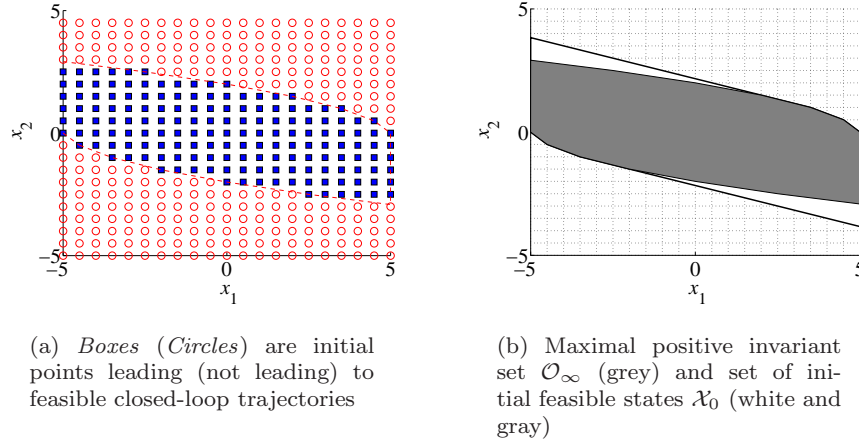 5
x2
0
−5
−5
0
5
x1
(a) Boxes (Circles) are initial
points leading (not leading) to
feasible closed-loop trajectories
5
x2
0
−5
−5
0
5
x1
(b) Maximal positive invariant
set 𝒪∞ (grey) and set of ini-
tial feasible states 𝒳0 (white and
gray)